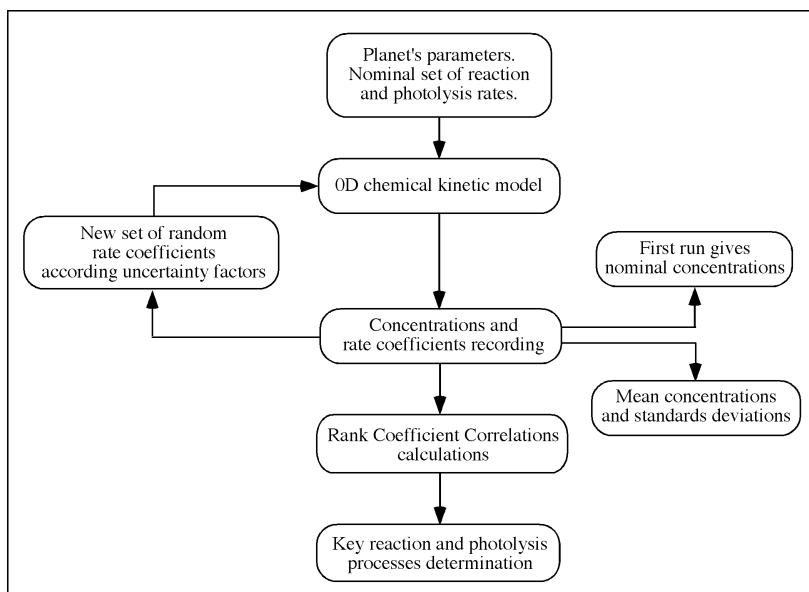 Planet's parameters.
Nominal set of reaction
and photolysis rates.
0D chemical kinetic model
New set of random
rate coefficients
according uncertainty factors
First run gives
nominal concentrations
Concentrations and
rate coefficients recording
Mean concentrations
and standards deviations
Rank Coefficient Correlations
calculations
Key reaction and photolysis
processes determination